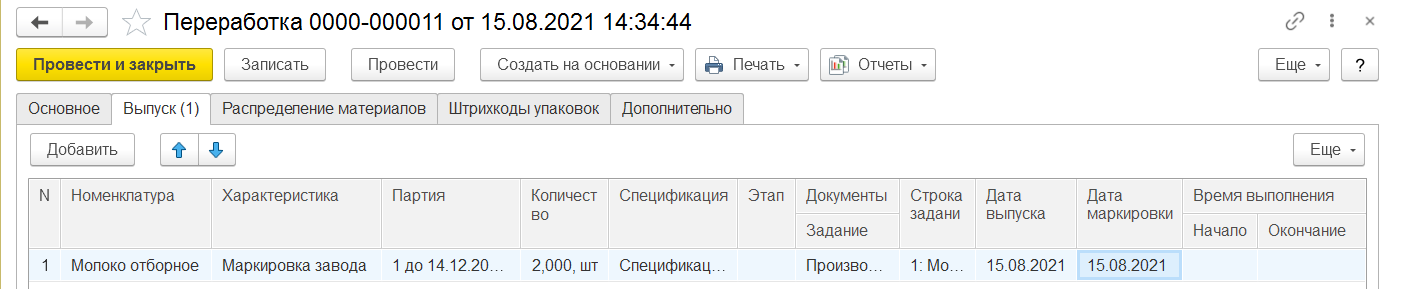 Переработка 0000-000011 от 15.08.2021 14:34:44
Провести и закрыть Записать Провести Создать на основании Печать Отчеты Еще ?
Основное Выпуск (1) Распределение материалов Штрихкоды упаковок Дополнительно
Добавить Еще
N Номенклатура Характеристика Партия Количест во Спецификация Этап Документы Строка задани Дата выпуска Дата маркировки Время выполнения
Задание Начало Окончание
1 Молоко отборное Маркировка завода 1 до 14.12.20... 2,000, шт Спецификац... Произво... 1: Мо... 15.08.2021 15.08.2021